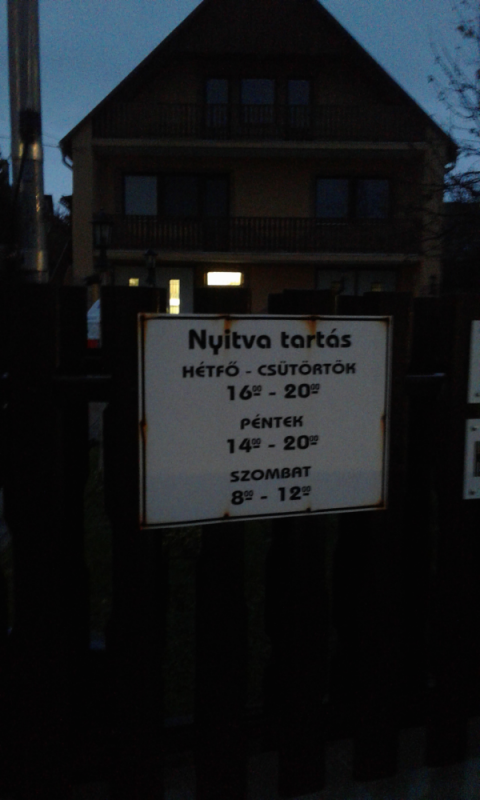 Nyitva tartás
HÉTFŐ - CSÜTÖRTÖK
16⁰⁰ - 20⁰⁰
PÉNTEK
14⁰⁰ - 20⁰⁰
SZOMBAT
8⁰⁰ - 12⁰⁰